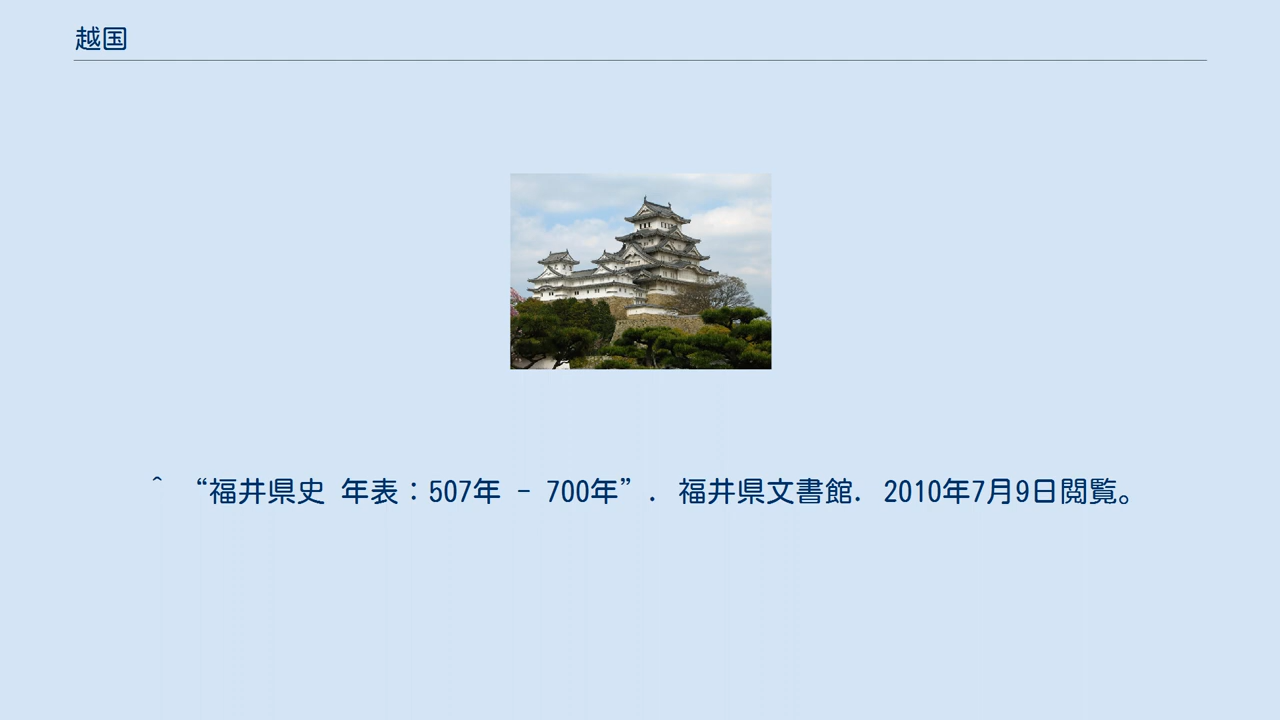 越国
^ “福井県史 年表：507年 - 700年”. 福井県文書館. 2010年7月9日閲覧。